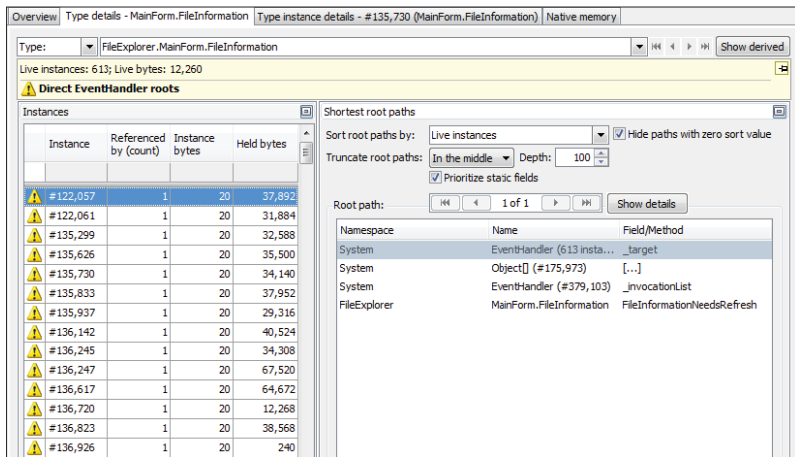 Overview Type details - MainForm.FileInformation Type instance details - #135,730 (MainForm.FileInformation) Native memory
Type: FileExplorer.MainForm.FileInformation Show derived
Live instances: 613; Live bytes: 12,260
Direct EventHandler roots
Instances
Instance Referenced by (count) Instance bytes Held bytes
#122,057 1 20 37,892
#122,061 1 20 31,884
#135,299 1 20 32,588
#135,626 1 20 35,500
#135,730 1 20 34,140
#135,833 1 20 37,952
#135,937 1 20 29,316
#136,142 1 20 40,524
#136,245 1 20 34,308
#136,247 1 20 67,520
#136,617 1 20 64,672
#136,720 1 20 12,268
#136,823 1 20 38,568
#136,926 1 20 240
Shortest root paths
Sort root paths by: Live instances Hide paths with zero sort value
Truncate root paths: In the middle Depth: 100
Prioritize static fields
Root path: 1 of 1 Show details
Namespace Name Field/Method
System EventHandler (613 insta... _target
System Object[] (#175,973) [...]
System EventHandler (#379,103) _invocationList
FileExplorer MainForm.FileInformation FileInformationNeedsRefresh